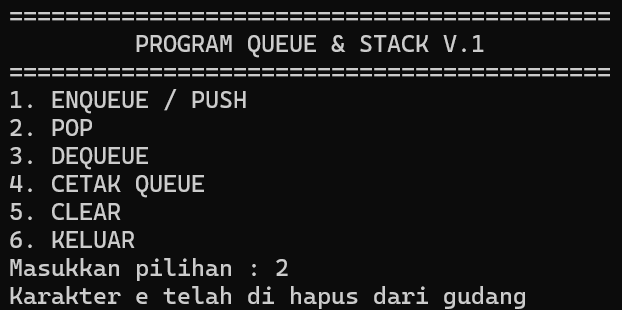 ===========================================
PROGRAM QUEUE & STACK V.1
===========================================
1. ENQUEUE / PUSH
2. POP
3. DEQUEUE
4. CETAK QUEUE
5. CLEAR
6. KELUAR
Masukkan pilihan : 2
Karakter e telah di hapus dari gudang